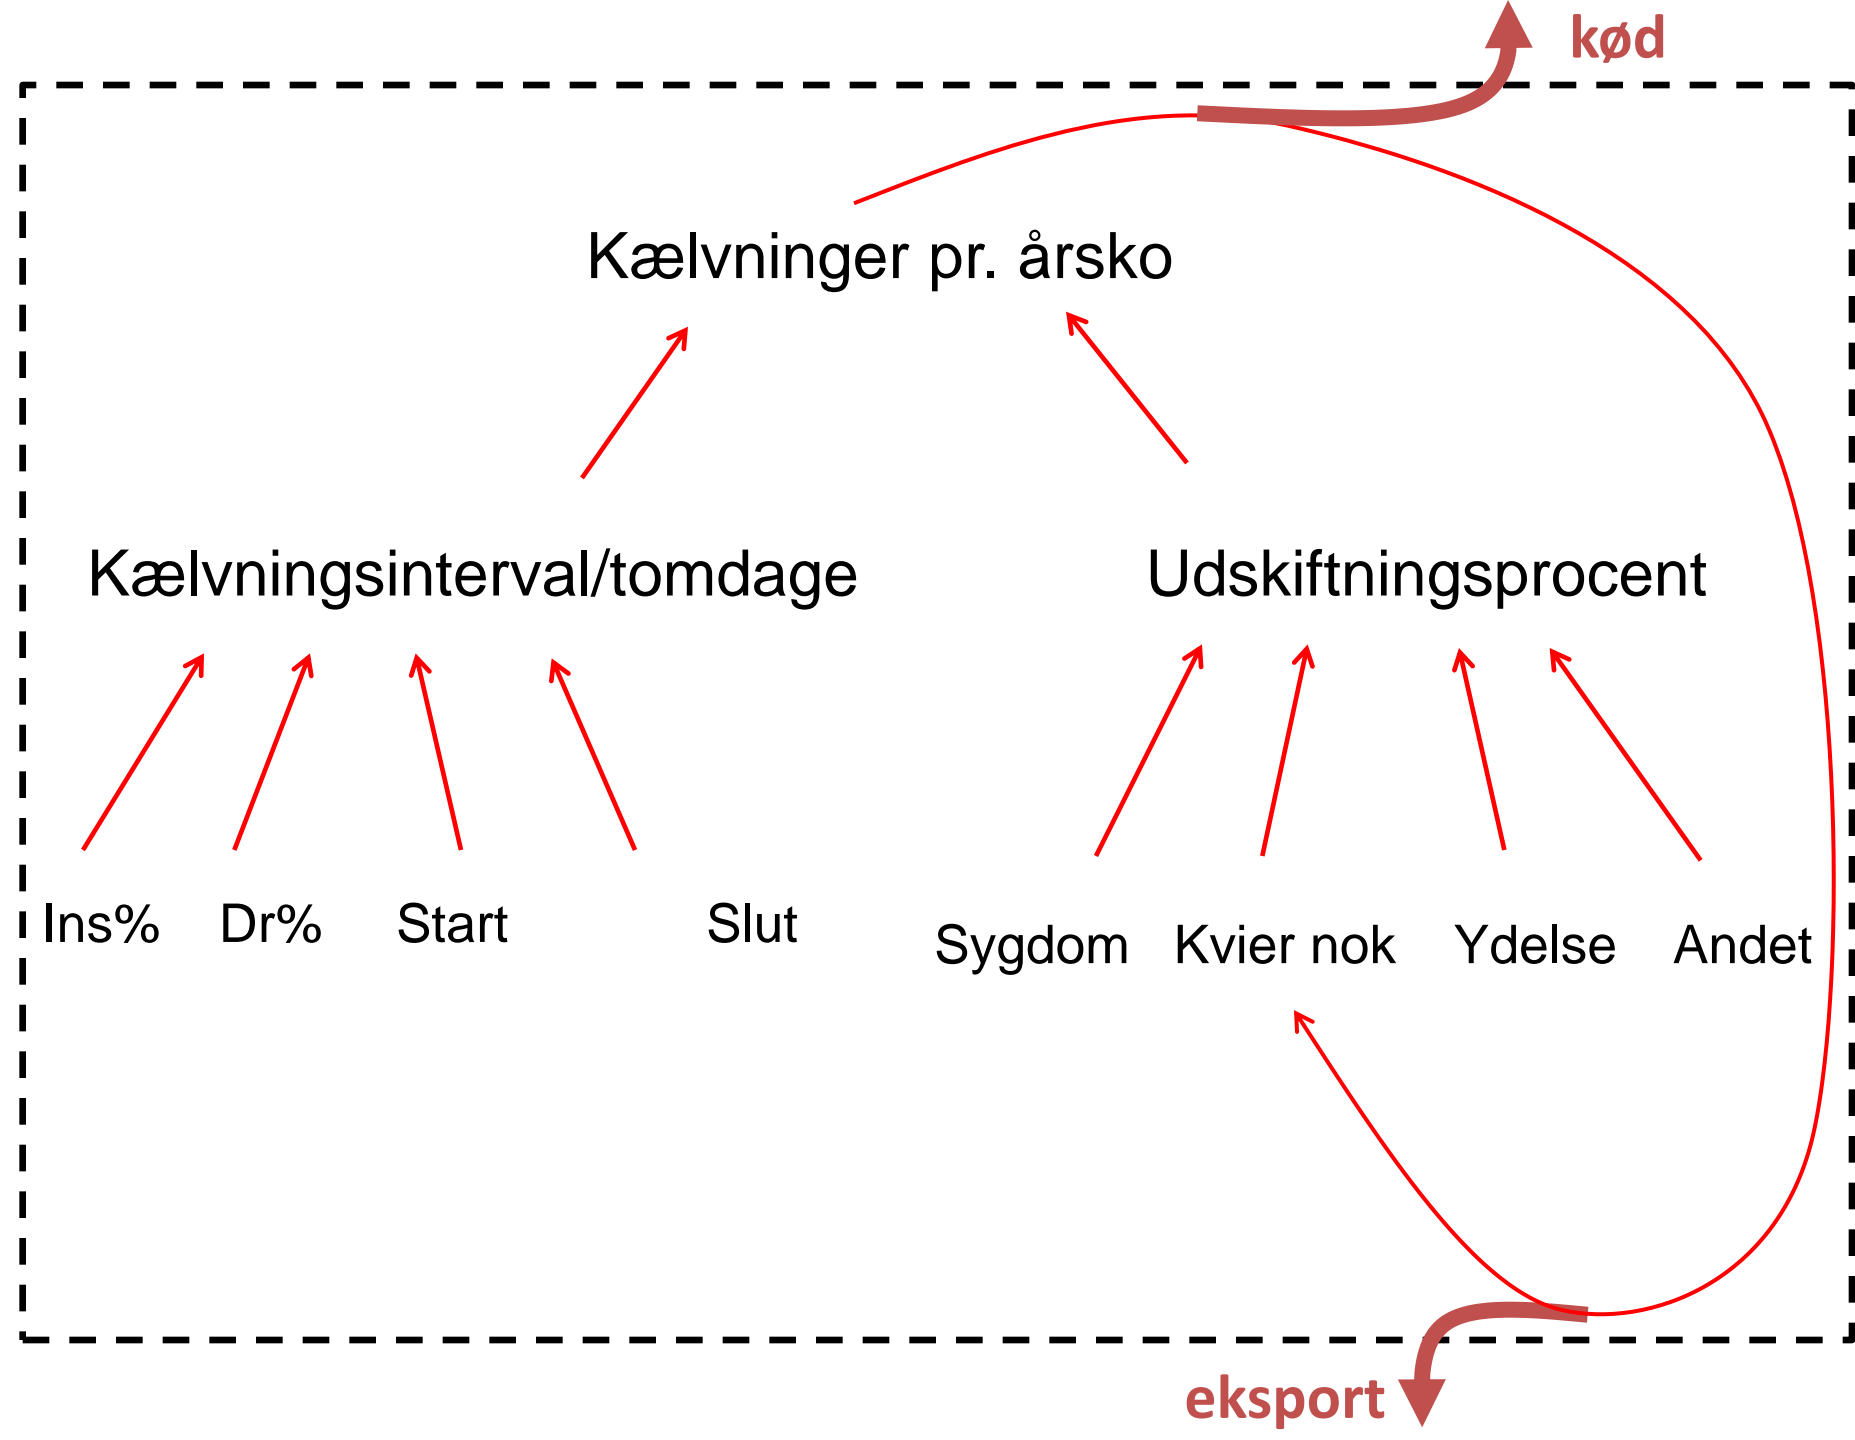 kød
Kælvninger pr. årsko
Kælvningsinterval/tomdage
Udskiftningsprocent
Ins%
Dr%
Start
Slut
Sygdom
Kvier nok
Ydelse
Andet
eksport